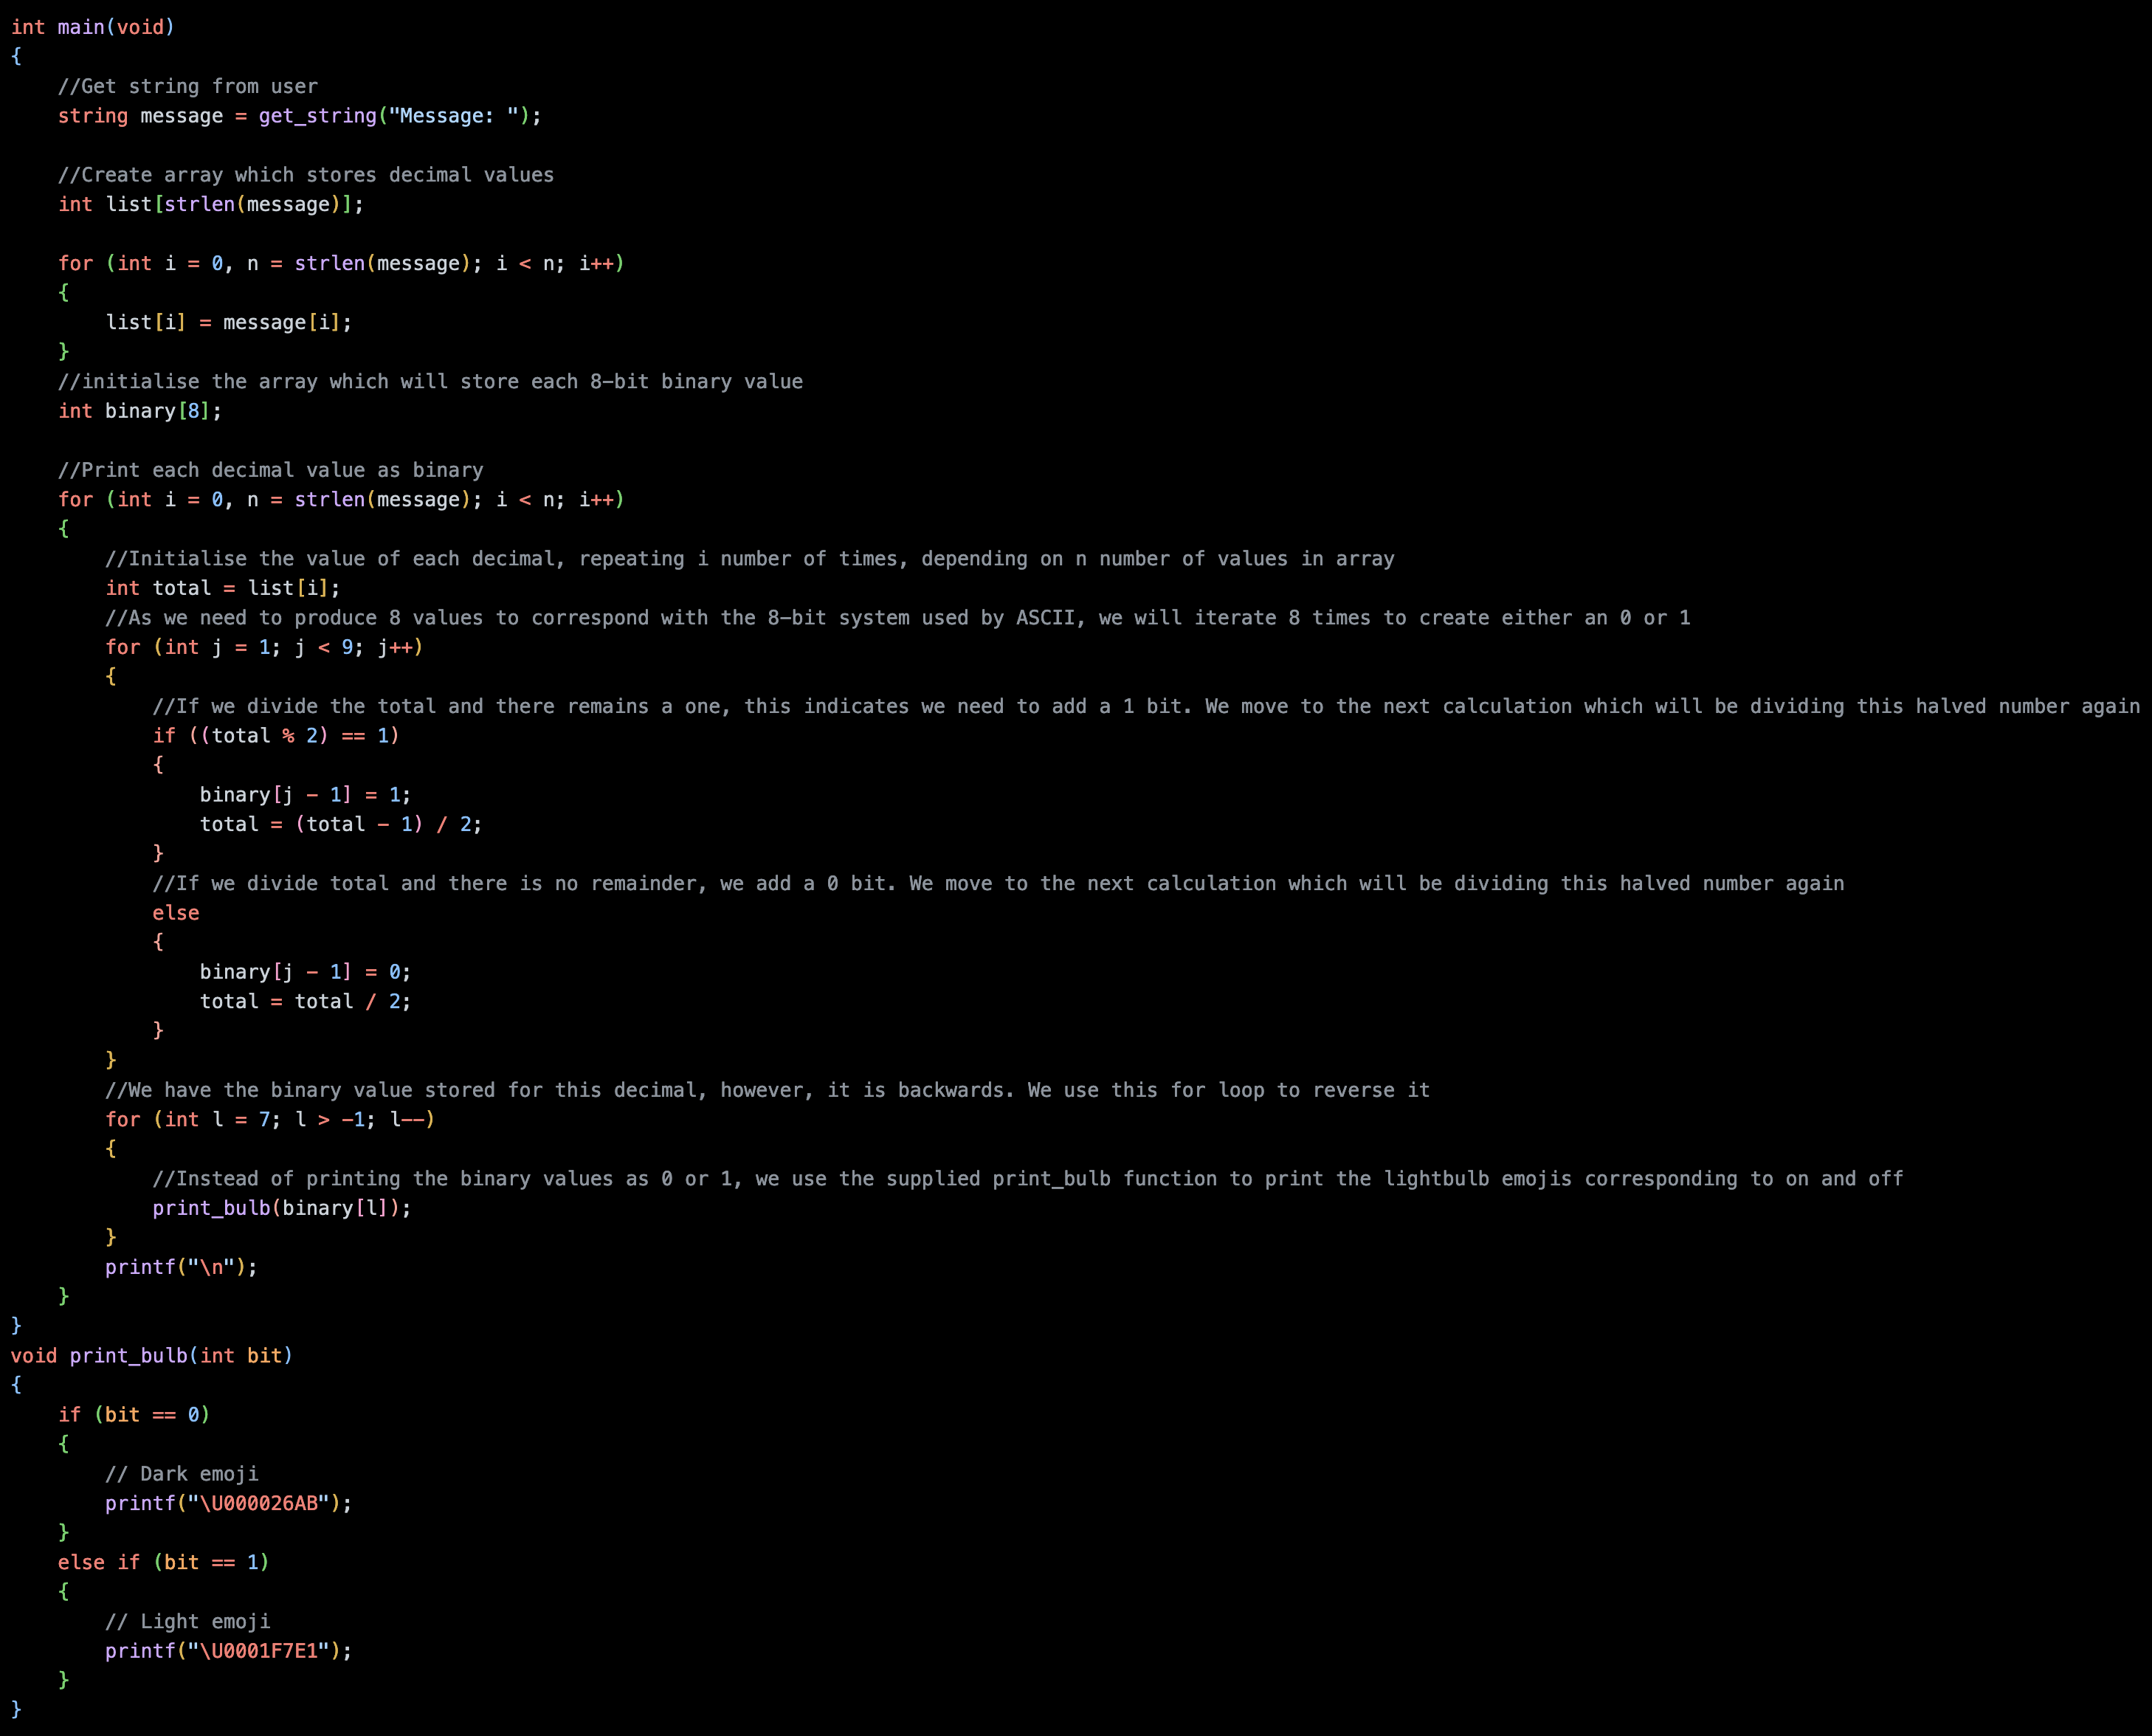 int main(void)
{
    //Get string from user
    string message = get_string("Message: ");

    //Create array which stores decimal values
    int list[strlen(message)];

    for (int i = 0, n = strlen(message); i < n; i++)
    {
        list[i] = message[i];
    }
    //initialise the array which will store each 8-bit binary value
    int binary[8];

    //Print each decimal value as binary
    for (int i = 0, n = strlen(message); i < n; i++)
    {
        //Initialise the value of each decimal, repeating i number of times, depending on n number of values in array
        int total = list[i];
        //As we need to produce 8 values to correspond with the 8-bit system used by ASCII, we will iterate 8 times to create either an 0 or 1
        for (int j = 1; j < 9; j++)
        {
            //If we divide the total and there remains a one, this indicates we need to add a 1 bit. We move to the next calculation which will be dividing this halved number again
            if ((total % 2) == 1)
            {
                binary[j - 1] = 1;
                total = (total - 1) / 2;
            }
            //If we divide total and there is no remainder, we add a 0 bit. We move to the next calculation which will be dividing this halved number again
            else
            {
                binary[j - 1] = 0;
                total = total / 2;
            }
        }
        //We have the binary value stored for this decimal, however, it is backwards. We use this for loop to reverse it
        for (int l = 7; l > -1; l--)
        {
            //Instead of printing the binary values as 0 or 1, we use the supplied print_bulb function to print the lightbulb emojis corresponding to on and off
            print_bulb(binary[l]);
        }
        printf("\n");
    }
}
void print_bulb(int bit)
{
    if (bit == 0)
    {
        // Dark emoji
        printf("\U000026AB");
    }
    else if (bit == 1)
    {
        // Light emoji
        printf("\U0001F7E1");
    }
}